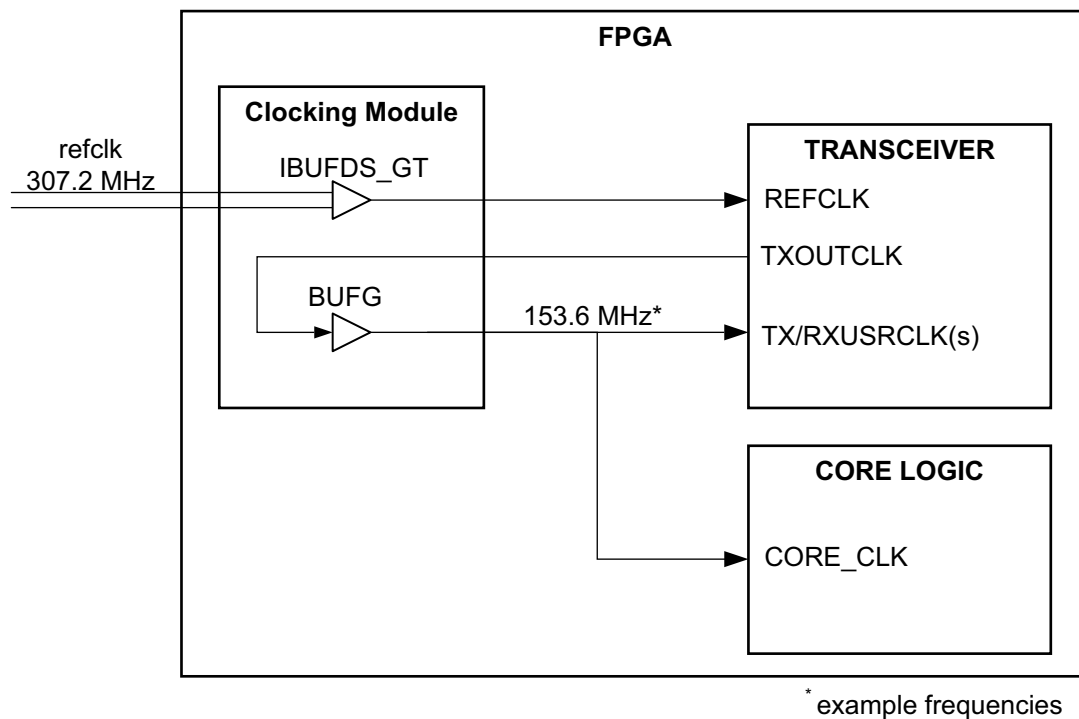 FPGA
Clocking Module
refclk
307.2 MHz
IBUFDS_GT
TRANSCEIVER
REFCLK
TXOUTCLK
BUFG
153.6 MHz*
TX/RXUSRCLK(s)
CORE LOGIC
CORE_CLK
* example frequencies